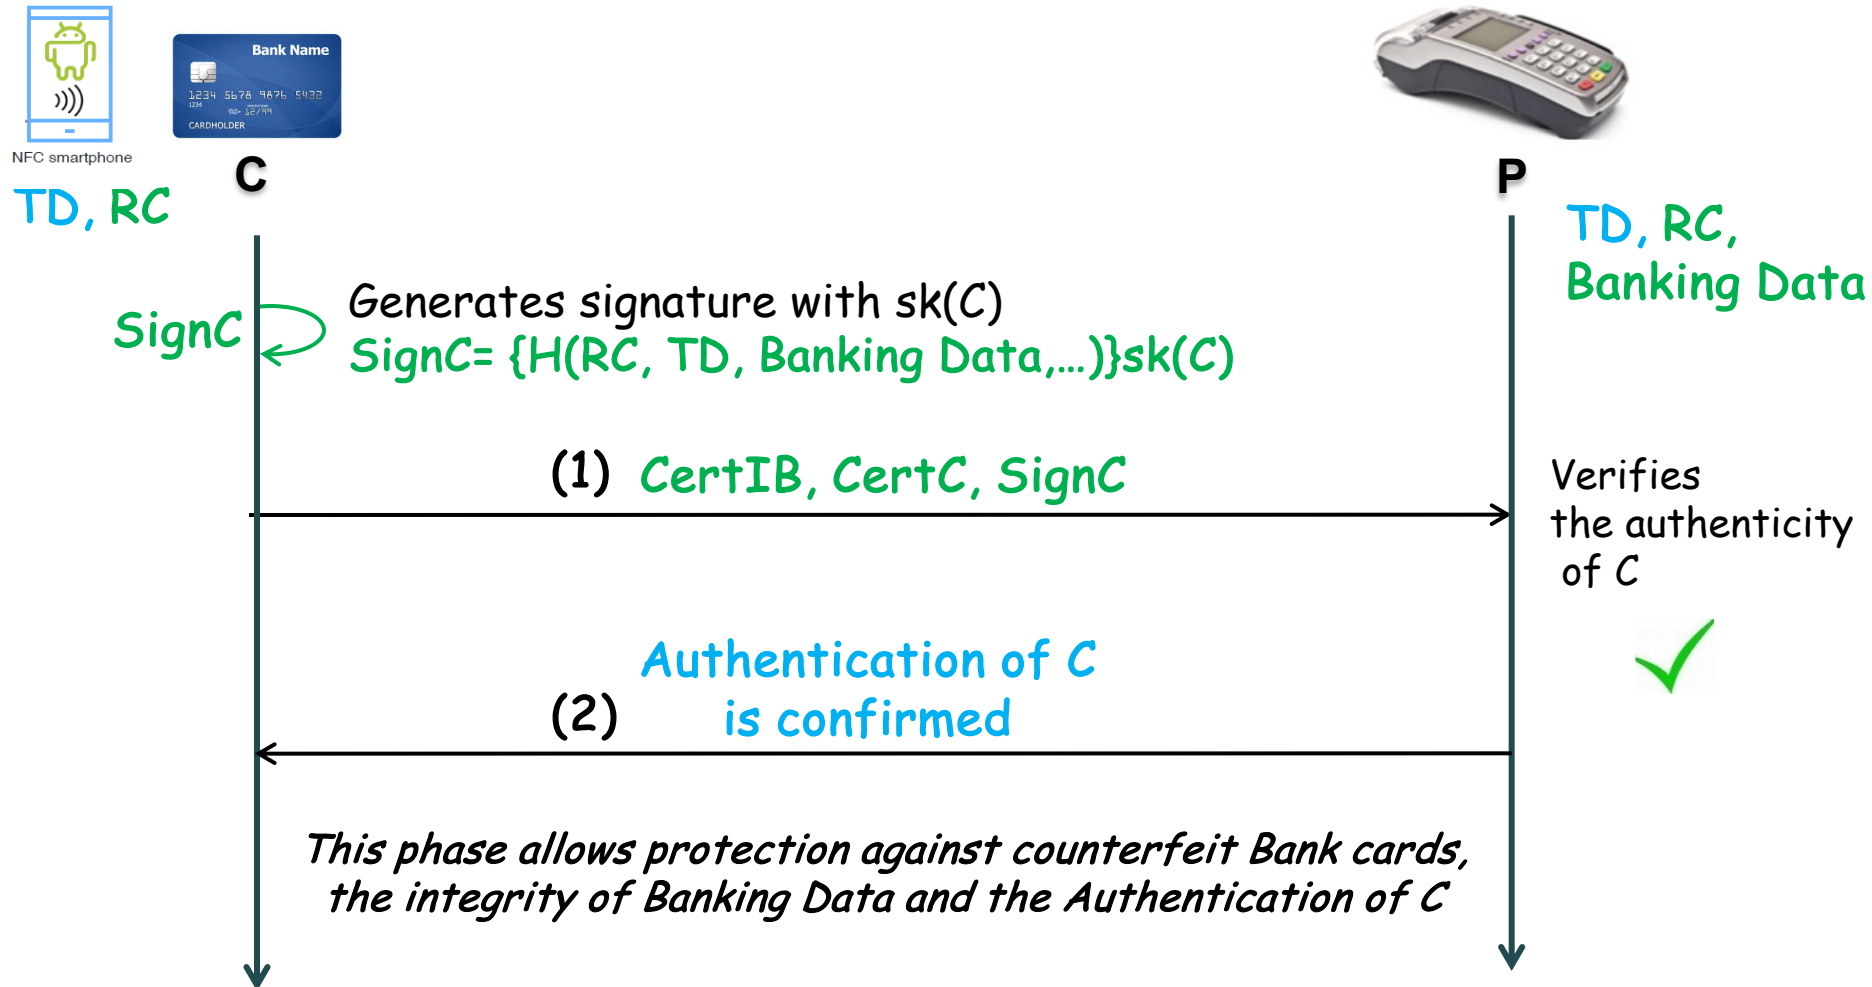 Bank Name
1234 5678 9876 5432
1234
12/99
CARDHOLDER
NFC smartphone
C
P
TD, RC
TD, RC,
Banking Data
SignC
Generates signature with sk(C)
SignC= {H(RC, TD, Banking Data,...)}sk(C)
(1) CertIB, CertC, SignC
Verifies
the authenticity
of C
Authentication of C
(2) is confirmed
This phase allows protection against counterfeit Bank cards,
the integrity of Banking Data and the Authentication of C